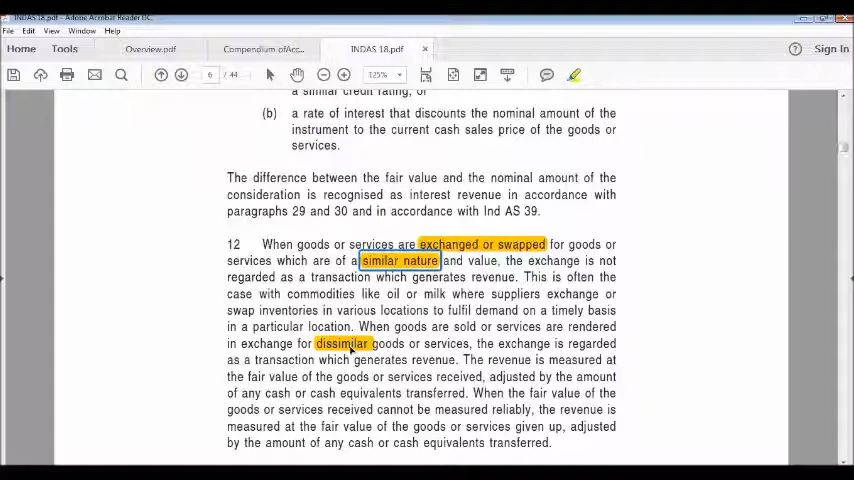 INDAS 18.pdf - Adobe Acrobat Reader DC
File Edit View Window Help
Home Tools Overview.pdf Compendium ofAcc... INDAS 18.pdf × ? Sign In
6 / 44 125%
a similar credit rating; or
(b) a rate of interest that discounts the nominal amount of the
instrument to the current cash sales price of the goods or
services.
The difference between the fair value and the nominal amount of the
consideration is recognised as interest revenue in accordance with
paragraphs 29 and 30 and in accordance with Ind AS 39.
12 When goods or services are exchanged or swapped for goods or
services which are of a similar nature and value, the exchange is not
regarded as a transaction which generates revenue. This is often the
case with commodities like oil or milk where suppliers exchange or
swap inventories in various locations to fulfil demand on a timely basis
in a particular location. When goods are sold or services are rendered
in exchange for dissimilar goods or services, the exchange is regarded
as a transaction which generates revenue. The revenue is measured at
the fair value of the goods or services received, adjusted by the amount
of any cash or cash equivalents transferred. When the fair value of the
goods or services received cannot be measured reliably, the revenue is
measured at the fair value of the goods or services given up, adjusted
by the amount of any cash or cash equivalents transferred.